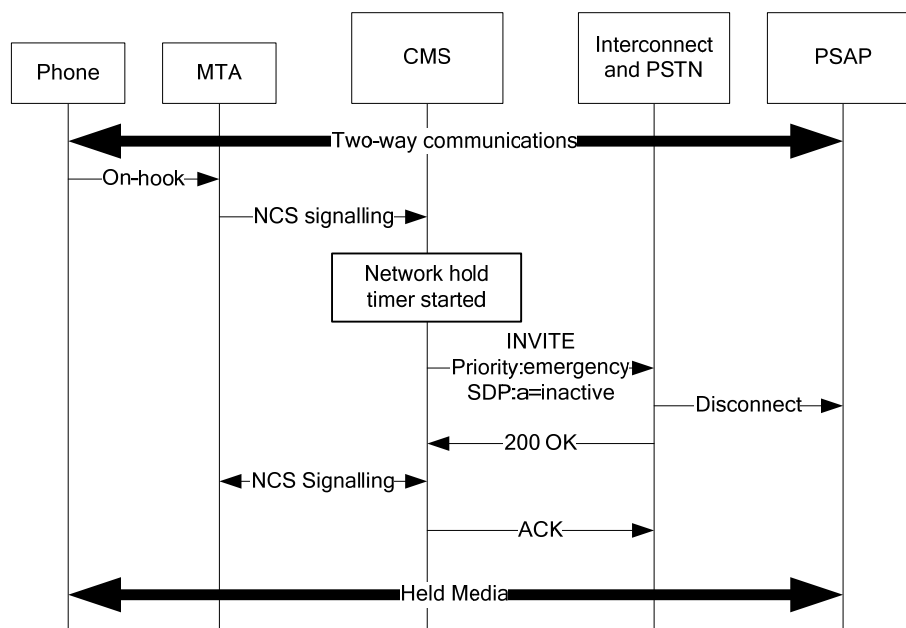 Phone
MTA
CMS
Interconnect
and PSTN
PSAP
Two-way communications
On-hook
NCS signalling
Network hold
timer started
INVITE
Priority:emergency
SDP:a=inactive
Disconnect
200 OK
NCS Signalling
ACK
Held Media